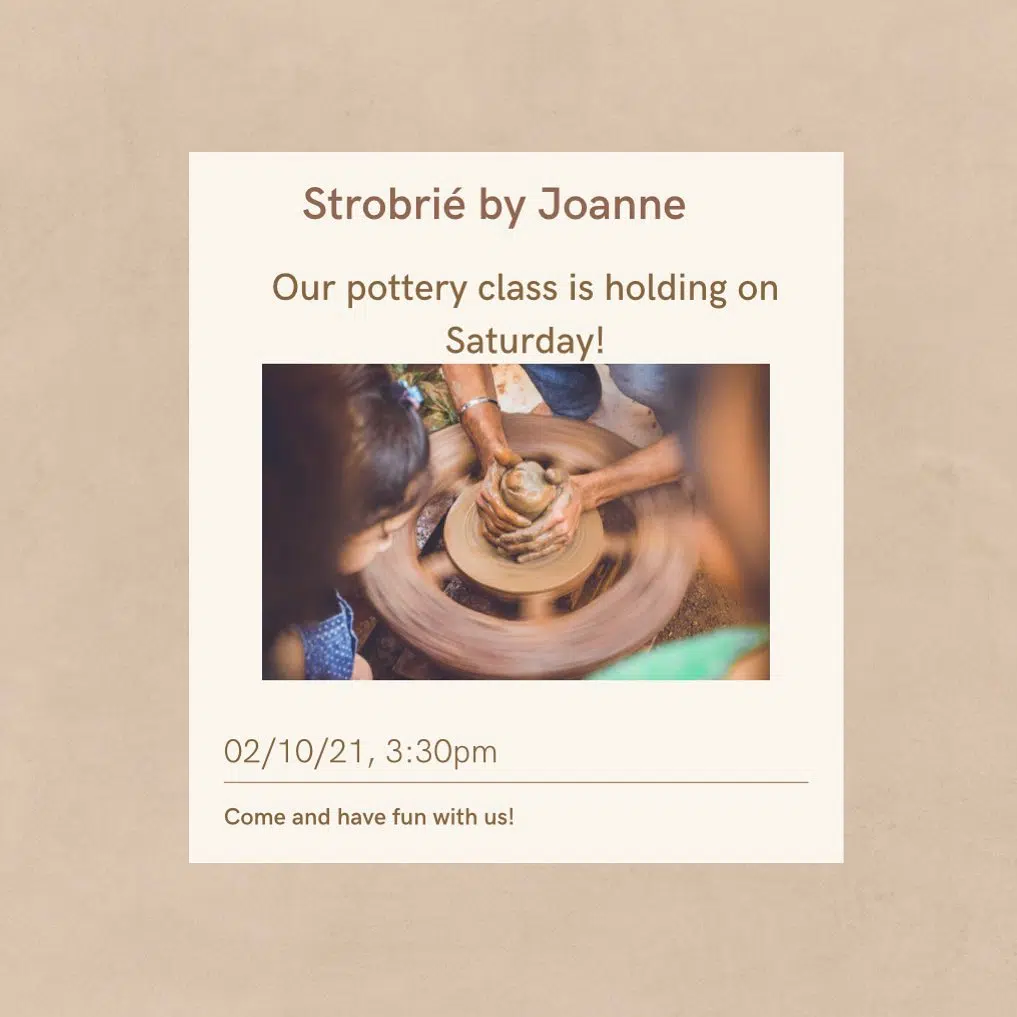 Strobrié by Joanne
Our pottery class is holding on
Saturday!
02/10/21, 3:30pm
Come and have fun with us!